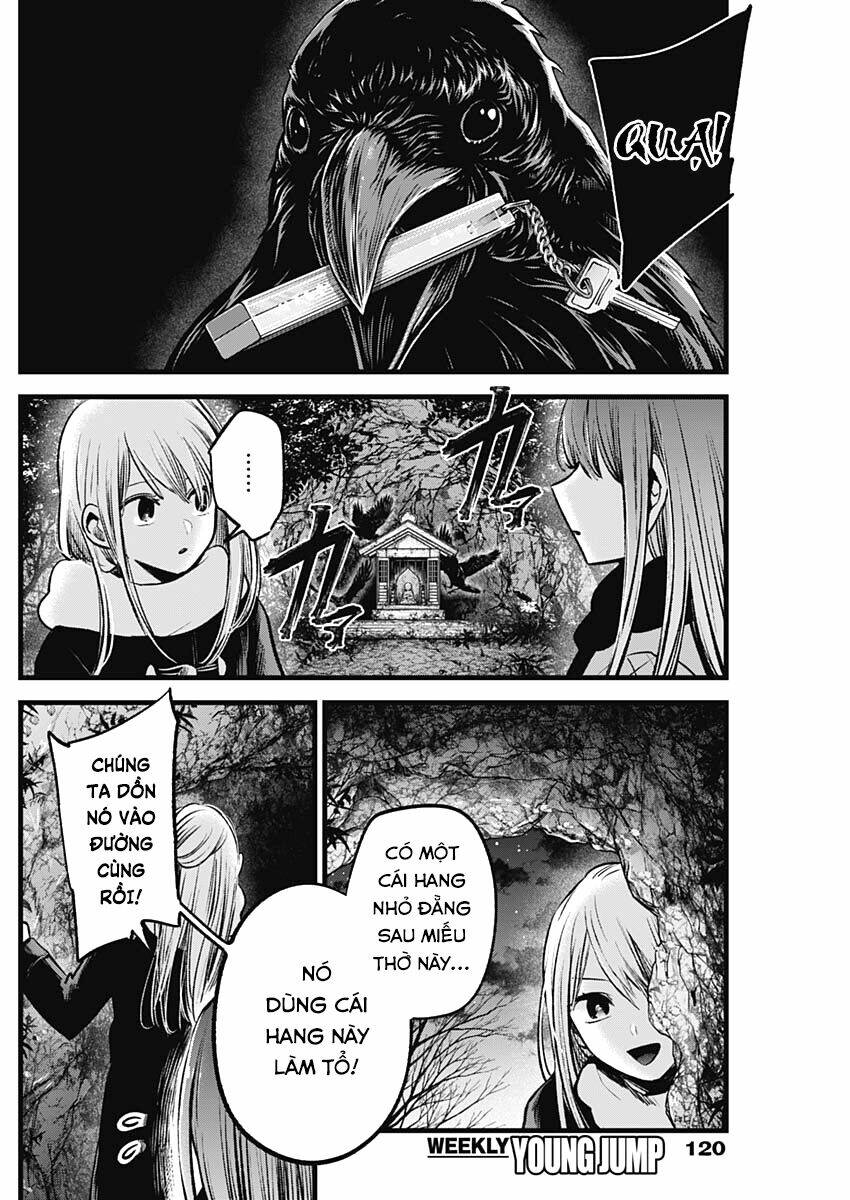 QUẠ!
カァ
カァ
……
CÓ MỘT
CÁI HANG
NHỎ ĐẰNG
SAU MIẾU
THỜ NÀY...
NÓ
DÙNG CÁI
HANG NÀY
LÀM TỔ!
CHÚNG
TA DỒN
NÓ VÀO
ĐƯỜNG
CÙNG
RỒI!
WEEKLY YOUNG JUMP 120